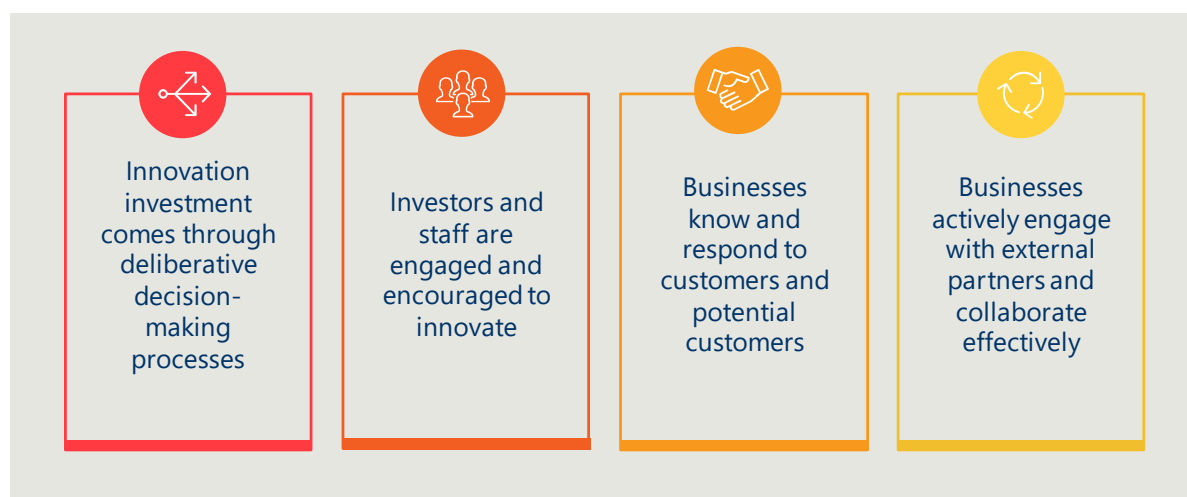 Innovation
investment
comes through
deliberative
decision-
making
processes
Investors and
staff are
engaged and
encouraged to
innovate
Businesses
know and
respond to
customers and
potential
customers
Businesses
actively engage
with external
partners and
collaborate
effectively